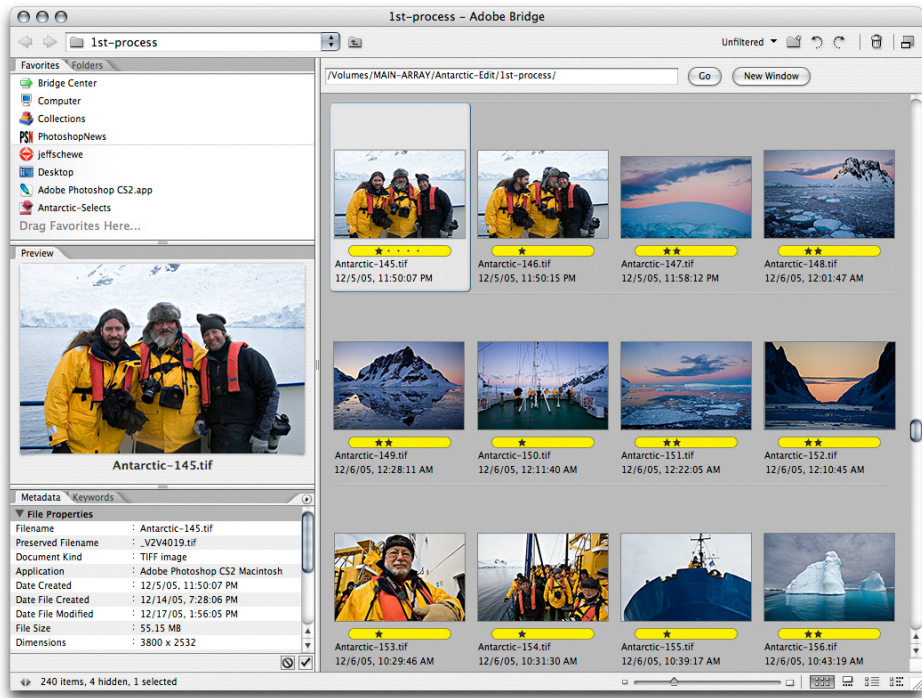 1st-process – Adobe Bridge
1st-process
Unfiltered
Favorites Folders
Bridge Center
Computer
Collections
PSN PhotoshopNews
jeffschewe
Desktop
Adobe Photoshop CS2.app
Antarctic-Selects
Drag Favorites Here...
Preview
Antarctic-145.tif
Metadata Keywords
File Properties
Filename : Antarctic-145.tif
Preserved Filename : _V2V4019.tif
Document Kind : TIFF image
Application : Adobe Photoshop CS2 Macintosh
Date Created : 12/5/05, 11:50:07 PM
Date File Created : 12/14/05, 7:28:06 PM
Date File Modified : 12/17/05, 1:56:05 PM
File Size : 55.15 MB
Dimensions : 3800 x 2532
/Volumes/MAIN-ARRAY/Antarctic-Edit/1st-process/ Go New Window
Antarctic-145.tif Antarctic-146.tif Antarctic-147.tif Antarctic-148.tif
12/5/05, 11:50:07 PM 12/5/05, 11:50:15 PM 12/5/05, 11:58:12 PM 12/6/05, 12:01:47 AM
Antarctic-149.tif Antarctic-150.tif Antarctic-151.tif Antarctic-152.tif
12/6/05, 12:28:11 AM 12/6/05, 12:11:40 AM 12/6/05, 12:22:05 AM 12/6/05, 12:10:45 AM
Antarctic-153.tif Antarctic-154.tif Antarctic-155.tif Antarctic-156.tif
12/6/05, 10:29:46 AM 12/6/05, 10:31:30 AM 12/6/05, 10:39:17 AM 12/6/05, 10:43:19 AM
240 items, 4 hidden, 1 selected